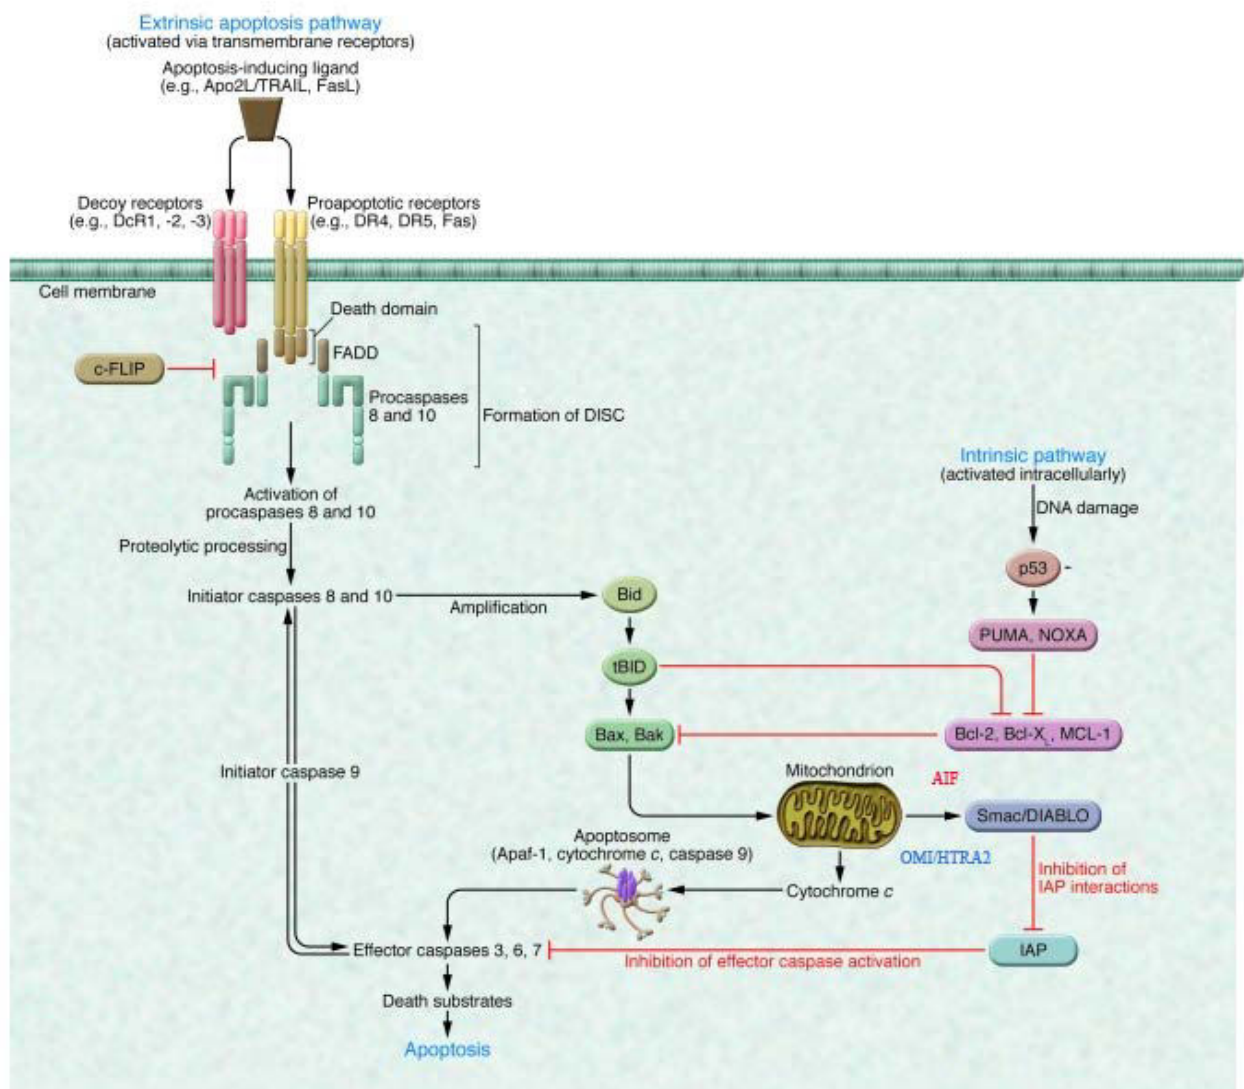 Extrinsic apoptosis pathway
(activated via transmembrane receptors)
Apoptosis-inducing ligand
(e.g., Apo2L/TRAIL, FasL)
Decoy receptors
(e.g., DcR1, -2, -3)
Proapoptotic receptors
(e.g., DR4, DR5, Fas)
Cell membrane
Death domain
FADD
c-FLIP
Procaspases
8 and 10
Formation of DISC
Intrinsic pathway
(activated intracellularly)
DNA damage
Activation of
procaspases 8 and 10
Proteolytic processing
p53 -
Initiator caspases 8 and 10
Amplification
Bid
PUMA, NOXA
tBID
Bax, Bak
Bcl-2, Bcl-XL, MCL-1
Initiator caspase 9
Mitochondrion
AIF
Smac/DIABLO
Apoptosome
(Apaf-1, cytochrome c, caspase 9)
OMI/HTRA2
Inhibition of
IAP interactions
Cytochrome c
Effector caspases 3, 6, 7
Inhibition of effector caspase activation
IAP
Death substrates
Apoptosis